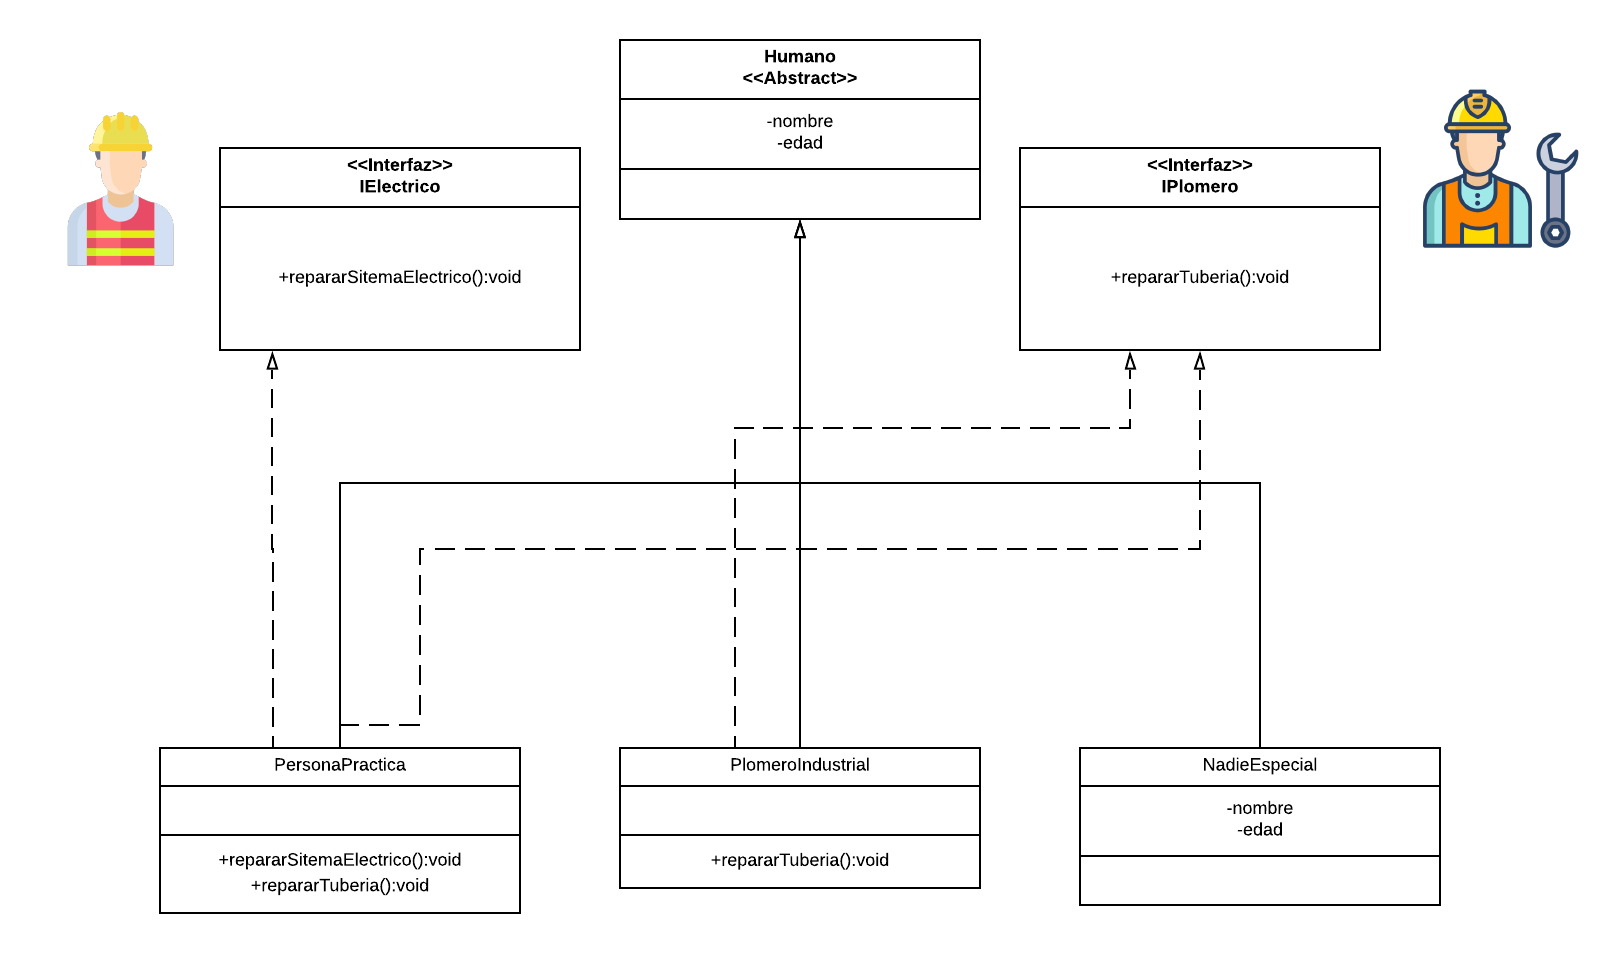 Humano
<<Abstract>>
-nombre
-edad
<<Interfaz>>
IElectrico
+repararSitemaElectrico():void
<<Interfaz>>
IPlomero
+repararTuberia():void
PersonaPractica
+repararSitemaElectrico():void
+repararTuberia():void
PlomeroIndustrial
+repararTuberia():void
NadieEspecial
-nombre
-edad